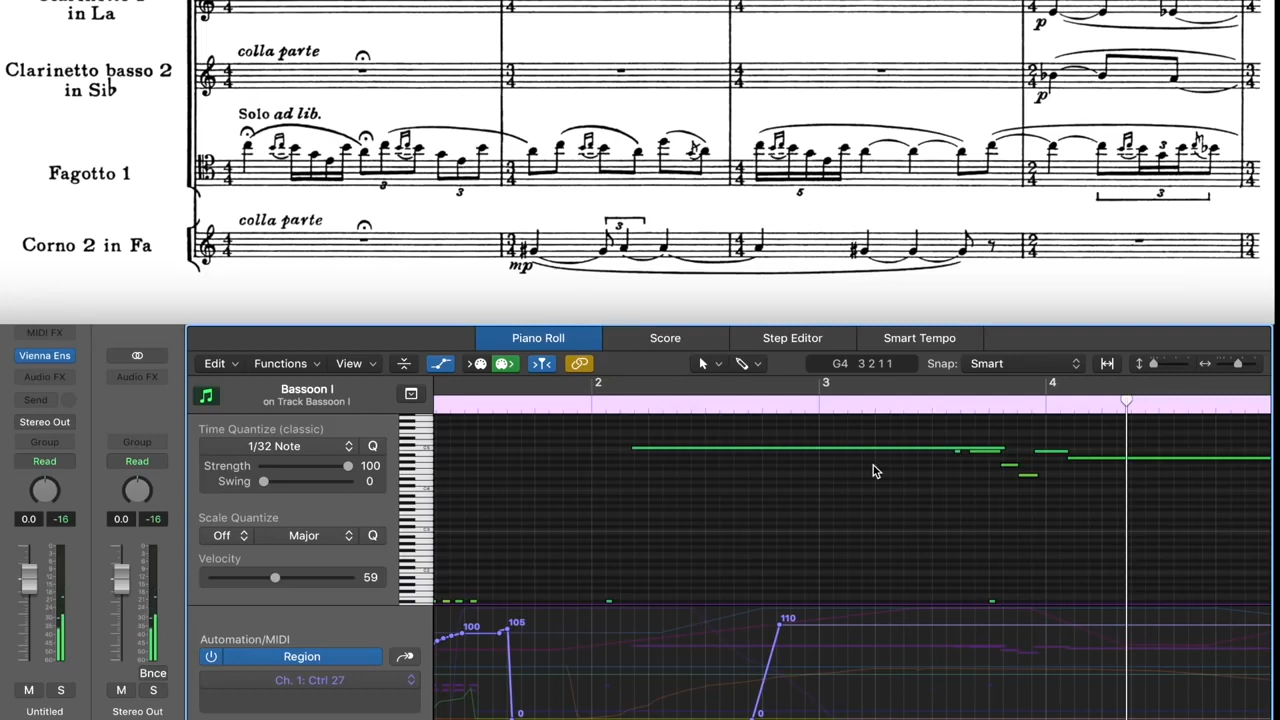 in La
p
colla parte
Clarinetto basso 2
in Sib
p
Solo ad lib.
Fagotto 1
3
3
5
3
3
colla parte
3
Corno 2 in Fa
mp
MIDI FX
Piano Roll Score Step Editor Smart Tempo
Vienna Ens
Edit Functions View G4 3 2 1 1 Snap: Smart
Audio FX Audio FX
Bassoon I
on Track Bassoon I
2 3 4
Send
Stereo Out
Time Quantize (classic)
Group Group
1/32 Note Q
Read Read
Strength 100
Swing 0
Scale Quantize
0.0 -16 0.0 -16
Off Major Q
Velocity
59
100 105 110
Automation/MIDI
Region
Bnce
Ch. 1: Ctrl 27
M S M S
0 0
Untitled Stereo Out